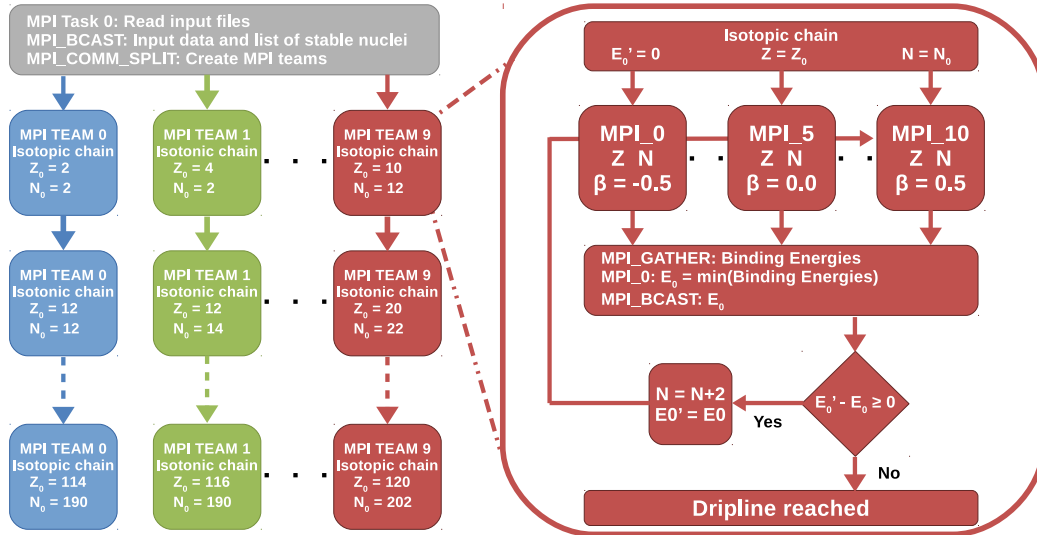 MPI Task 0: Read input files
MPI_BCAST: Input data and list of stable nuclei
MPI_COMM_SPLIT: Create MPI teams
MPI TEAM 0
Isotopic chain
Z₀ = 2
N₀ = 2
MPI TEAM 1
Isotonic chain
Z₀ = 4
N₀ = 2
. . .
MPI TEAM 9
Isotopic chain
Z₀ = 10
N₀ = 12
MPI TEAM 0
Isotopic chain
Z₀ = 12
N₀ = 12
MPI TEAM 1
Isotonic chain
Z₀ = 12
N₀ = 14
. . .
MPI TEAM 9
Isotopic chain
Z₀ = 20
N₀ = 22
MPI TEAM 0
Isotopic chain
Z₀ = 114
N₀ = 190
MPI TEAM 1
Isotonic chain
Z₀ = 116
N₀ = 190
. . .
MPI TEAM 9
Isotopic chain
Z₀ = 120
N₀ = 202
Isotopic chain
E₀’ = 0 Z = Z₀ N = N₀
MPI_0
Z N
β = -0.5
MPI_5
Z N
β = 0.0
MPI_10
Z N
β = 0.5
MPI_GATHER: Binding Energies
MPI_0: E₀ = min(Binding Energies)
MPI_BCAST: E₀
E₀’ - E₀ ≥ 0
Yes
N = N+2
E0’ = E0
No
Dripline reached